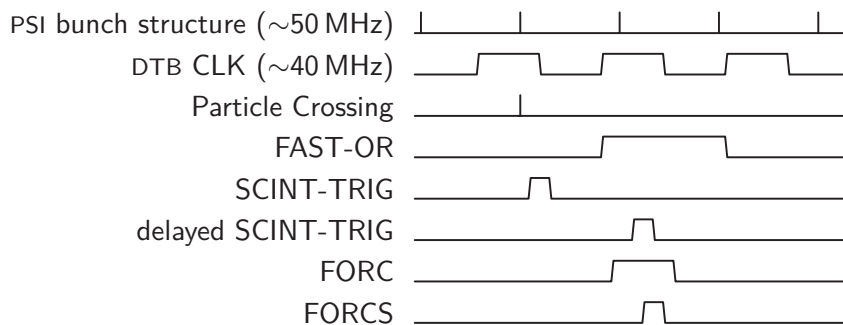 PSI bunch structure (∼50 MHz)
DTB CLK (∼40 MHz)
Particle Crossing
FAST-OR
SCINT-TRIG
delayed SCINT-TRIG
FORC
FORCS